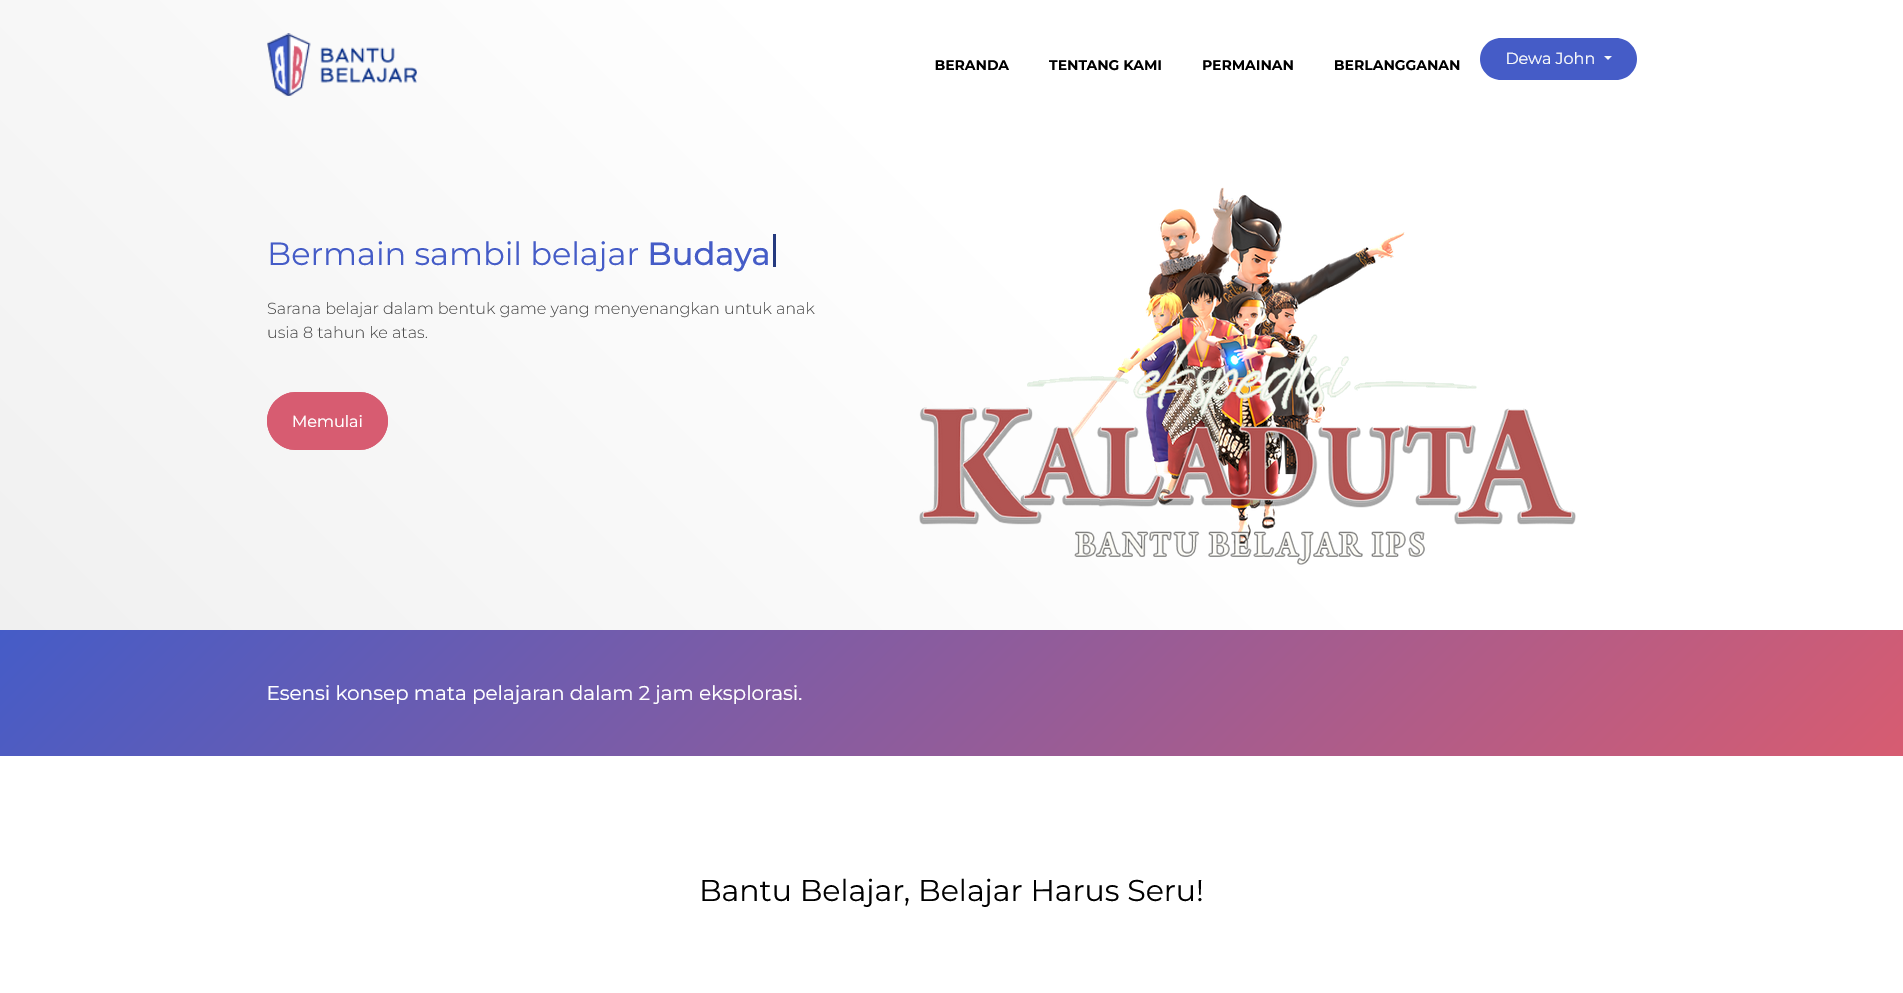 BANTU
BELAJAR
BERANDA
TENTANG KAMI
PERMAINAN
BERLANGGANAN
Dewa John
Bermain sambil belajar Budaya
Sarana belajar dalam bentuk game yang menyenangkan untuk anak
usia 8 tahun ke atas.
Memulai
ekspedisi
KALADUTA
BANTU BELAJAR IPS
Esensi konsep mata pelajaran dalam 2 jam eksplorasi.
Bantu Belajar, Belajar Harus Seru!